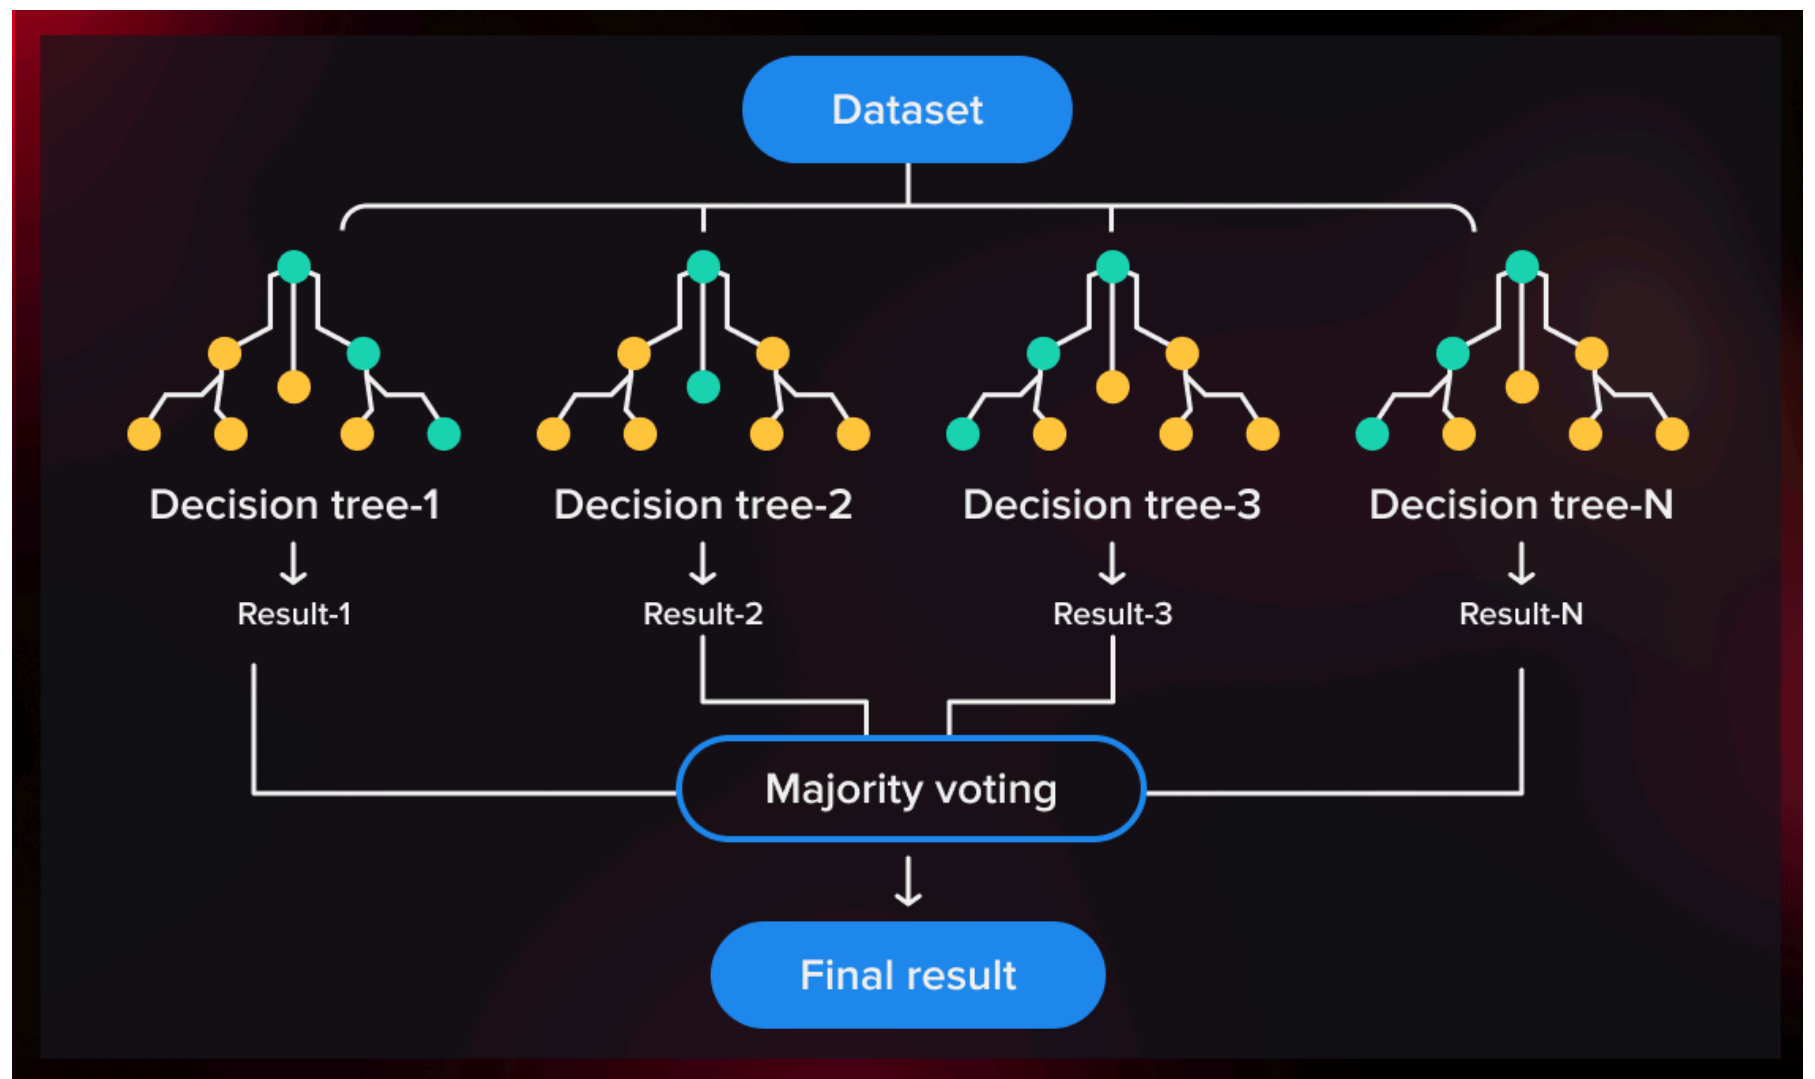 Dataset
Decision tree-1
Decision tree-2
Decision tree-3
Decision tree-N
Result-1
Result-2
Result-3
Result-N
Majority voting
Final result